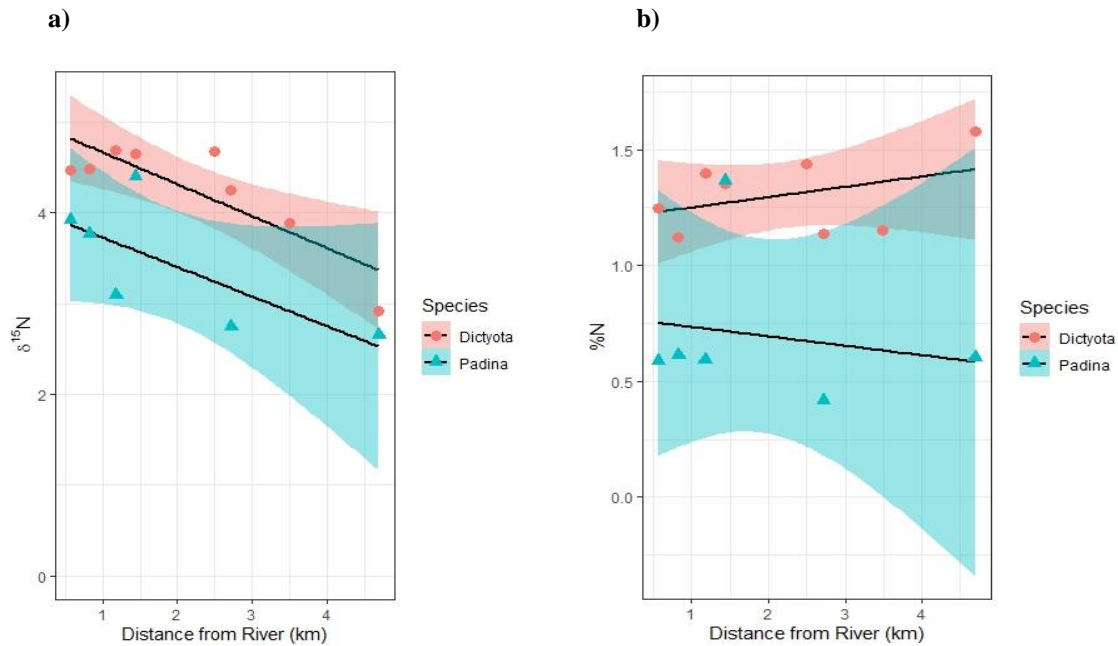 a)
4
2
0
δ¹⁵N
1 2 3 4
Distance from River (km)
Species
Dictyota
Padina
b)
1.5
1.0
0.5
0.0
%N
1 2 3 4
Distance from River (km)
Species
Dictyota
Padina